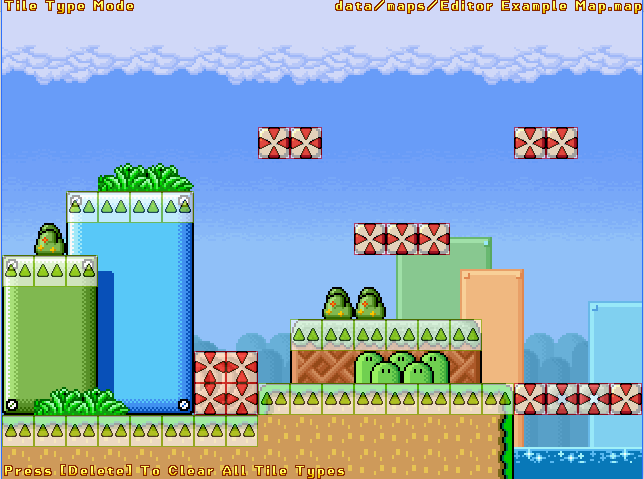 Tile Type Mode
data/maps/Editor Example Map.map
Press [Delete] To Clear All Tile Types